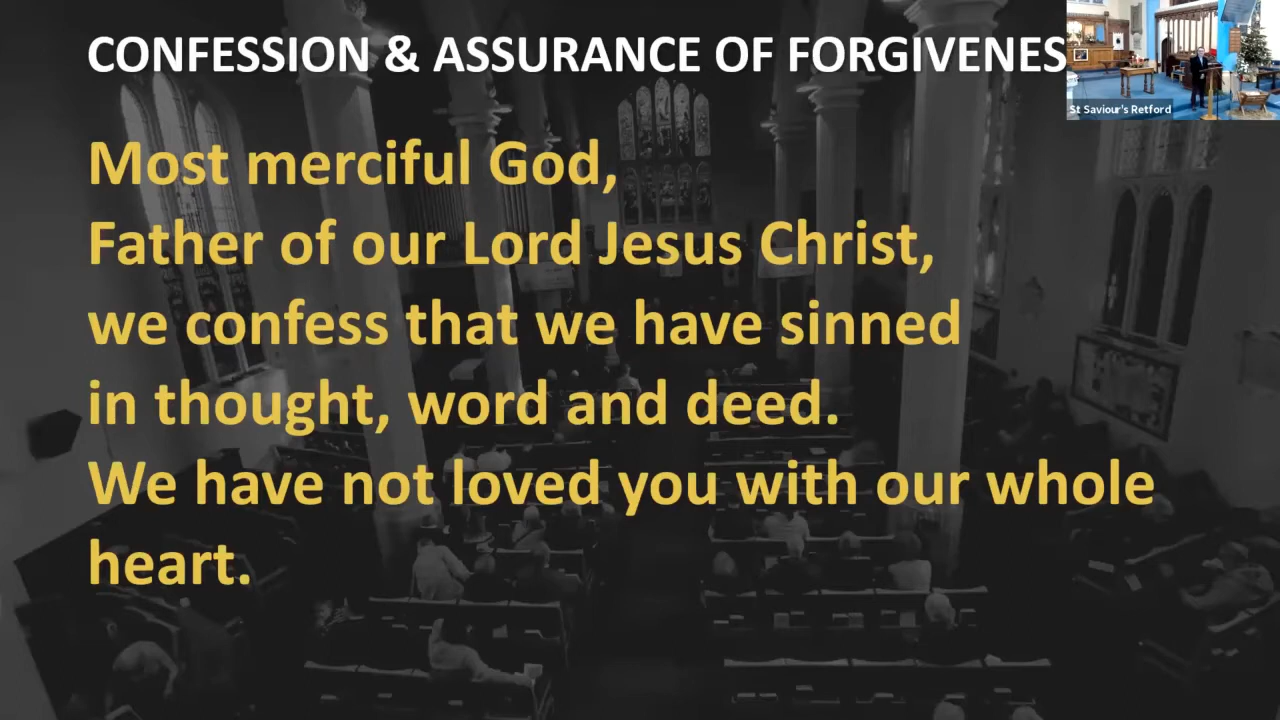 CONFESSION & ASSURANCE OF FORGIVENES
St Saviour's Retford
Most merciful God,
Father of our Lord Jesus Christ,
we confess that we have sinned
in thought, word and deed.
We have not loved you with our whole
heart.